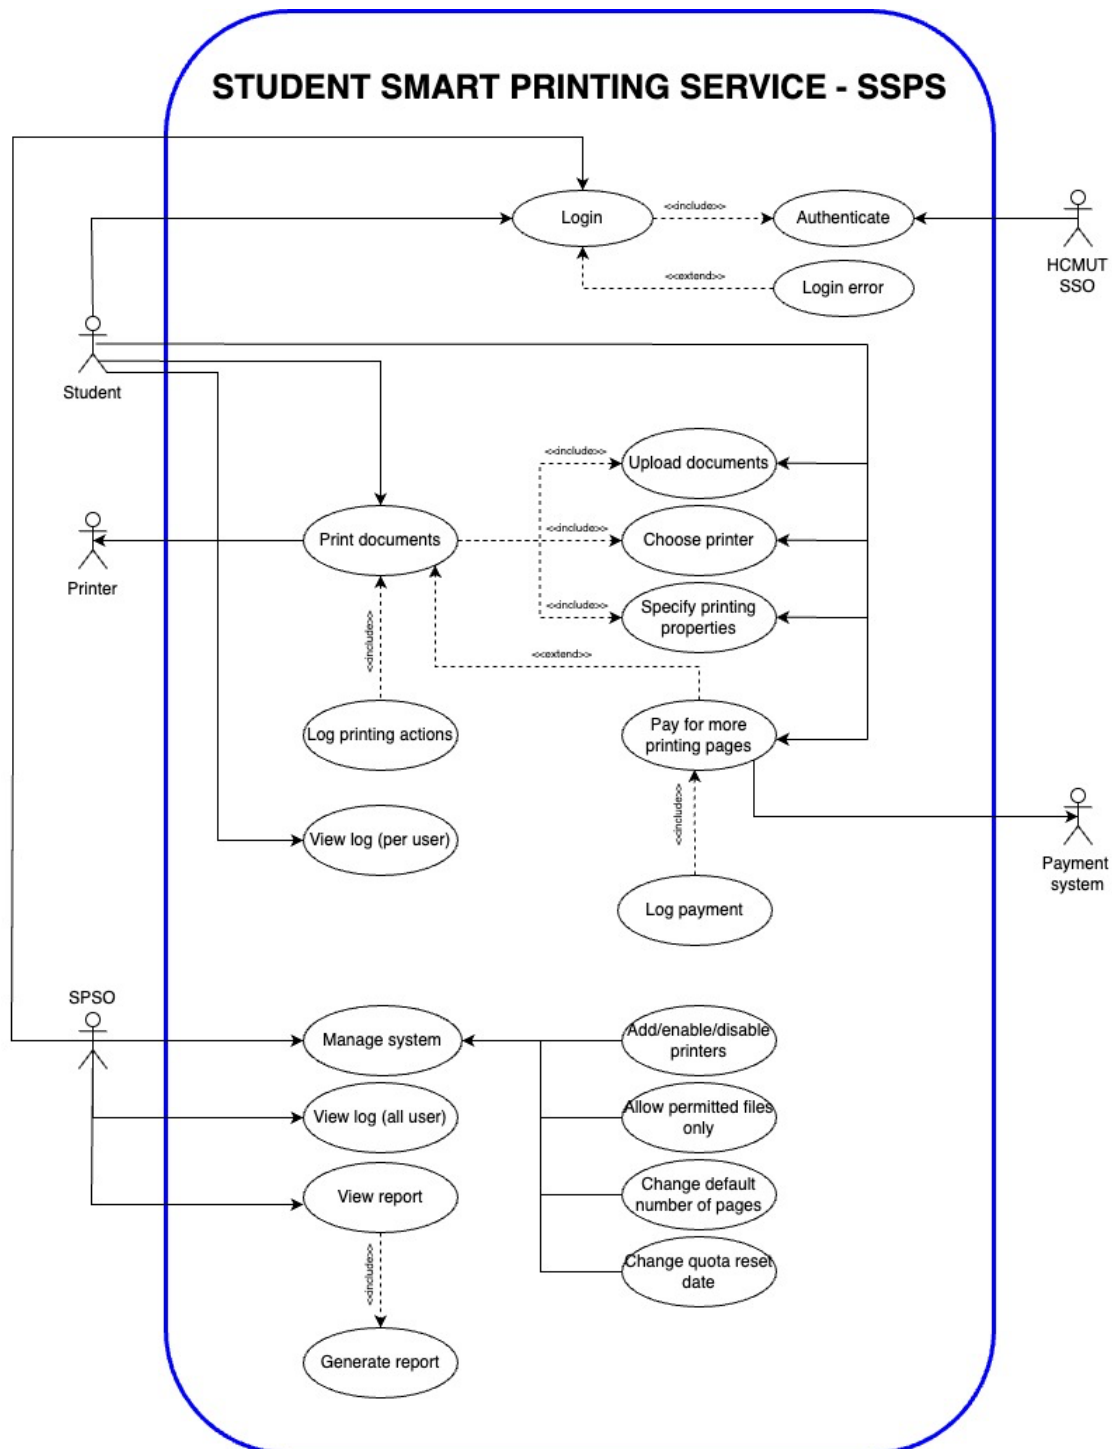 STUDENT SMART PRINTING SERVICE - SSPS
Login
<<include>>
Authenticate
HCMUT
SSO
<<extend>>
Login error
Student
<<include>>
Upload documents
Printer
Print documents
<<include>>
Choose printer
<<include>>
Specify printing
properties
<<include>>
<<extend>>
Log printing actions
Pay for more
printing pages
<<include>>
View log (per user)
Payment
system
Log payment
SPSO
Manage system
Add/enable/disable
printers
View log (all user)
Allow permitted files
only
View report
Change default
number of pages
<<include>>
Change quota reset
date
Generate report